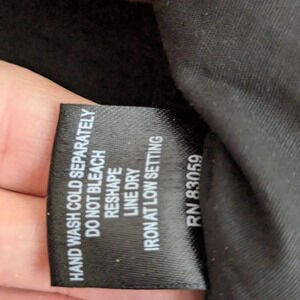 HAND WASH COLD SEPARATELY
DO NOT BLEACH
RESHAPE
LINE DRY
IRON AT LOW SETTING
RN 83059